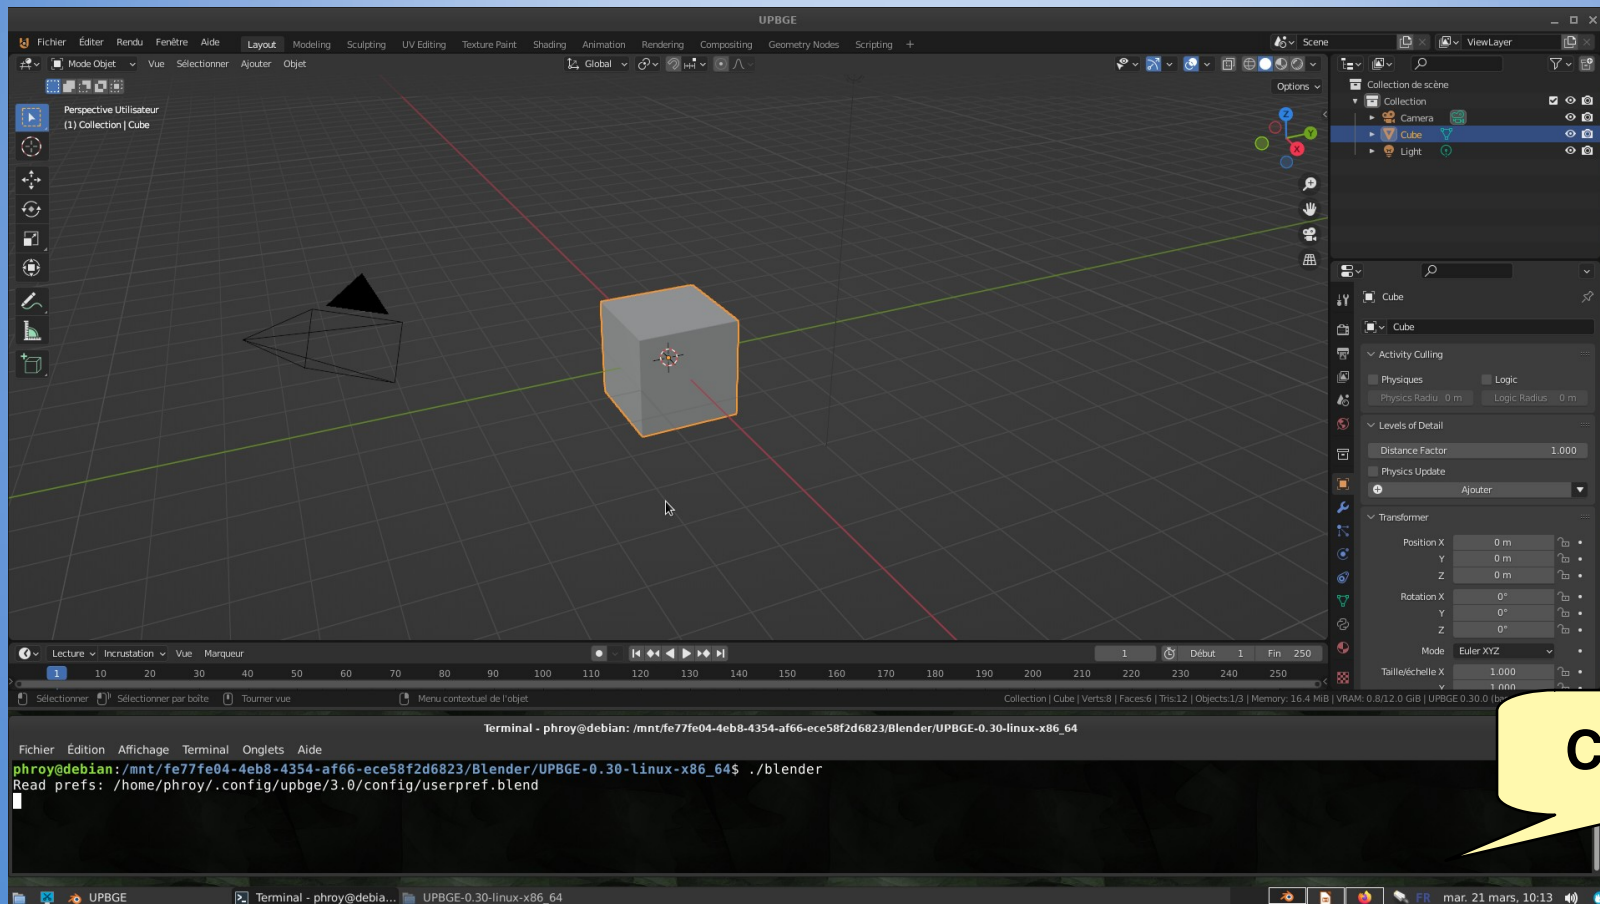 UPBGE
Fichier Éditer Rendu Fenêtre Aide Layout Modeling Sculpting UV Editing Texture Paint Shading Animation Rendering Compositing Geometry Nodes Scripting + Scene ViewLayer
Mode Objet Vue Sélectionner Ajouter Objet Global
Options
Perspective Utilisateur
(1) Collection | Cube
Z
Y
X
Collection de scène
Collection
Camera
Cube
Light
Cube
Cube
Activity Culling
Physiques Logic
Physics Radiu 0 m Logic Radius 0 m
Levels of Detail
Distance Factor 1.000
Physics Update
Ajouter
Transformer
Position X 0 m
Y 0 m
Z 0 m
Rotation X 0°
Y 0°
Z 0°
Mode Euler XYZ
Taille/échelle X 1.000
Y 1.000
Lecture Incrustation Vue Marqueur 1 Début 1 Fin 250
1 10 20 30 40 50 60 70 80 90 100 110 120 130 140 150 160 170 180 190 200 210 220 230 240 250
Sélectionner Sélectionner par boîte Tourner vue Menu contextuel de l'objet Collection | Cube | Verts:8 | Faces:6 | Tris:12 | Objects:1/3 | Memory: 16.4 MiB | VRAM: 0.8/12.0 GiB | UPBGE 0.30.0 (ba
Terminal - phroy@debian: /mnt/fe77fe04-4eb8-4354-af66-ece58f2d6823/Blender/UPBGE-0.30-linux-x86_64
Fichier Édition Affichage Terminal Onglets Aide
phroy@debian:/mnt/fe77fe04-4eb8-4354-af66-ece58f2d6823/Blender/UPBGE-0.30-linux-x86_64$ ./blender
Read prefs: /home/phroy/.config/upbge/3.0/config/userpref.blend
C
UPBGE Terminal - phroy@debia... UPBGE-0.30-linux-x86_64 FR mar. 21 mars, 10:13